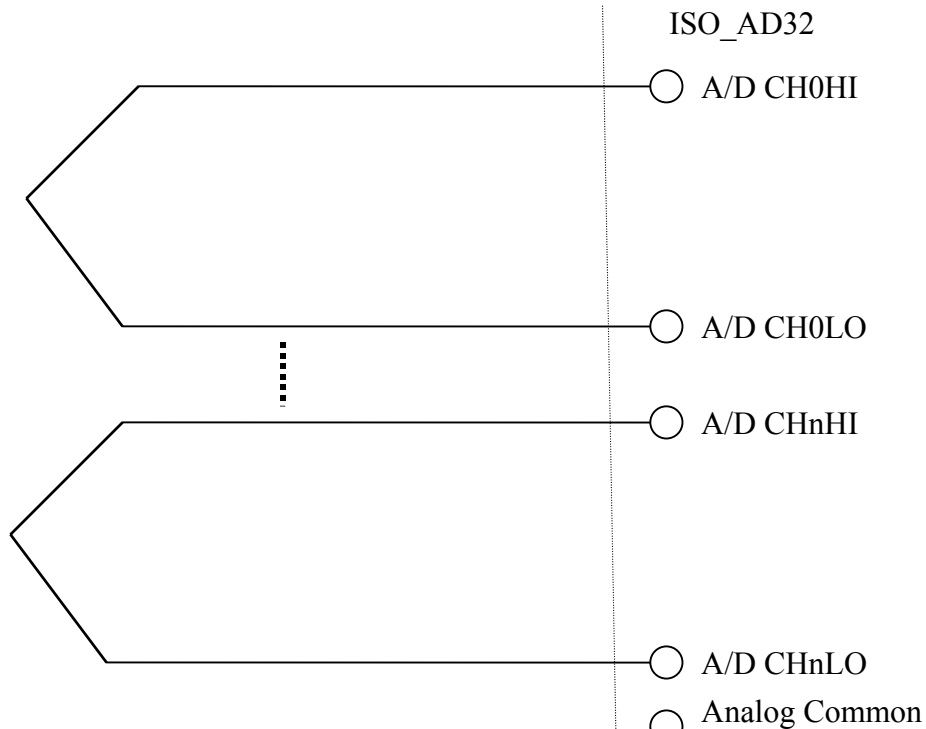 ISO_AD32
A/D CH0HI
A/D CH0LO
A/D CHnHI
A/D CHnLO
Analog Common